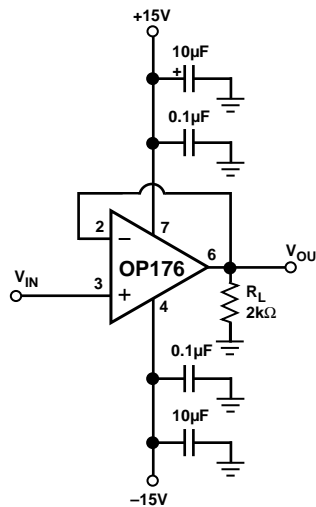 +15V
10µF
+
0.1µF
2
7
–
6
V_OU
V_IN
OP176
3
+
4
R_L
2kΩ
0.1µF
10µF
–15V